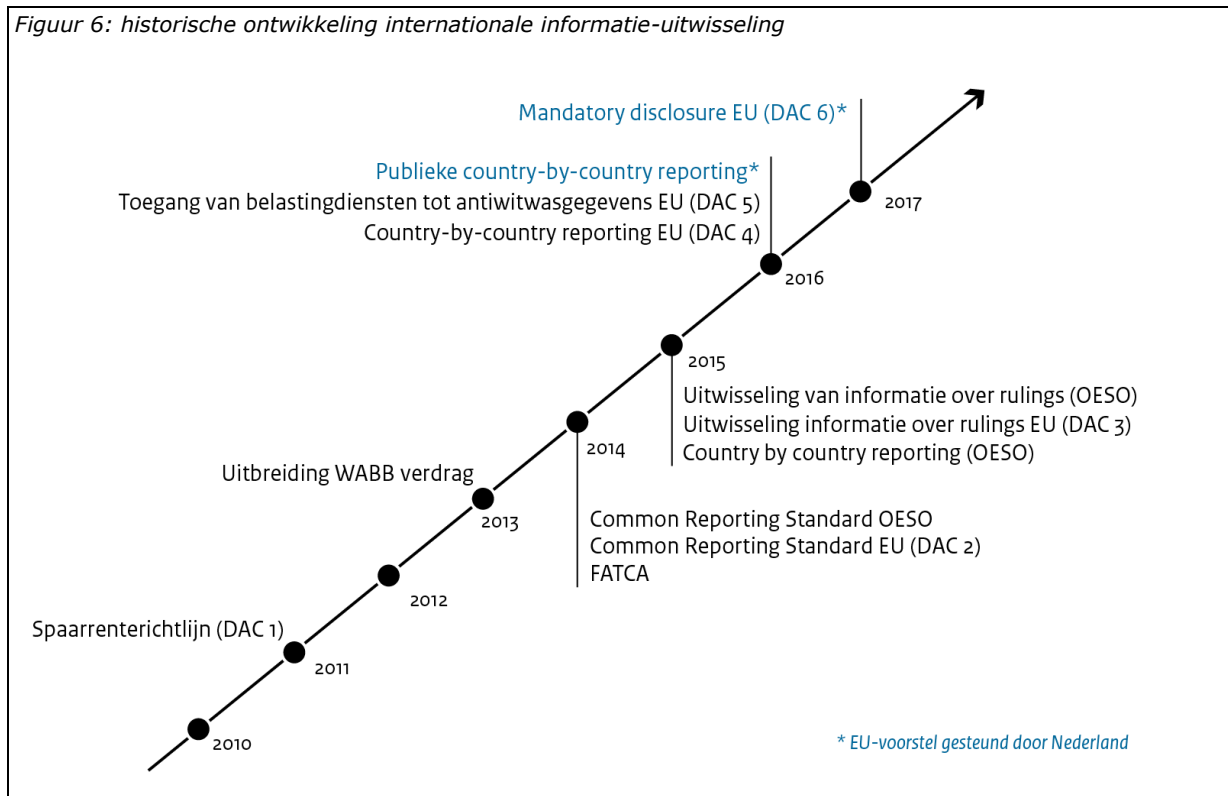 Figuur 6: historische ontwikkeling internationale informatie-uitwisseling
Mandatory disclosure EU (DAC 6)*
2017
Publieke country-by-country reporting*
Toegang van belastingdiensten tot antiwitwasgegevens EU (DAC 5)
Country-by-country reporting EU (DAC 4)
2016
2015
Uitwisseling van informatie over rulings (OESO)
Uitwisseling informatie over rulings EU (DAC 3)
Country by country reporting (OESO)
2014
Common Reporting Standard OESO
Common Reporting Standard EU (DAC 2)
FATCA
Uitbreiding WABB verdrag
2013
2012
Spaarrenterichtlijn (DAC 1)
2011
2010
* EU-voorstel gesteund door Nederland